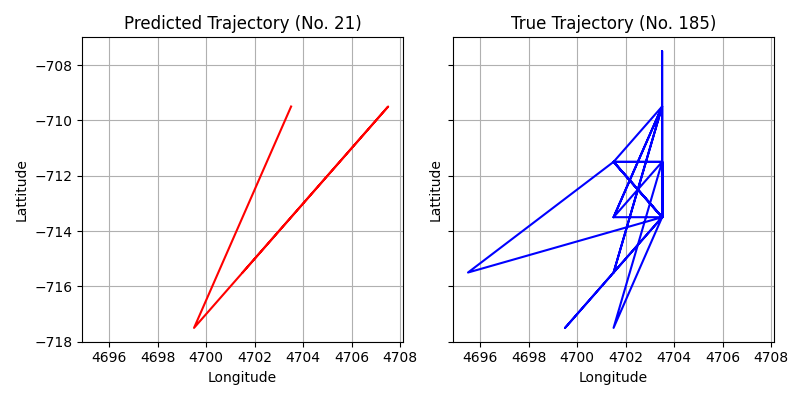 Predicted Trajectory (No. 21)
True Trajectory (No. 185)
Lattitude
−708
−710
−712
−714
−716
−718
4696 4698 4700 4702 4704 4706 4708
Longitude
Lattitude
4696 4698 4700 4702 4704 4706 4708
Longitude